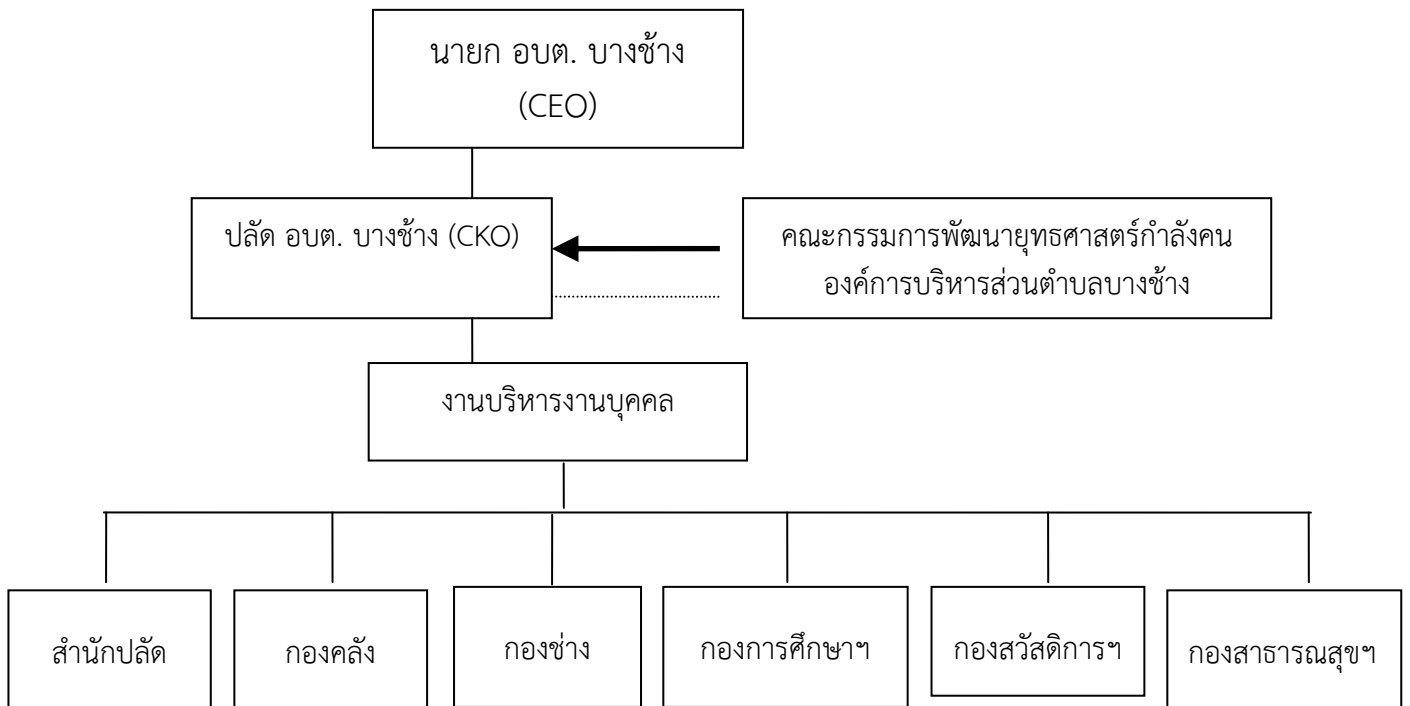 นายก อบต. บางช้าง
(CEO)
ปลัด อบต. บางช้าง (CKO)
คณะกรรมการพัฒนายุทธศาสตร์กำลังคน
องค์การบริหารส่วนตำบลบางช้าง
งานบริหารงานบุคคล
สำนักปลัด
กองคลัง
กองช่าง
กองการศึกษาฯ
กองสวัสดิการฯ
กองสาธารณสุขฯ